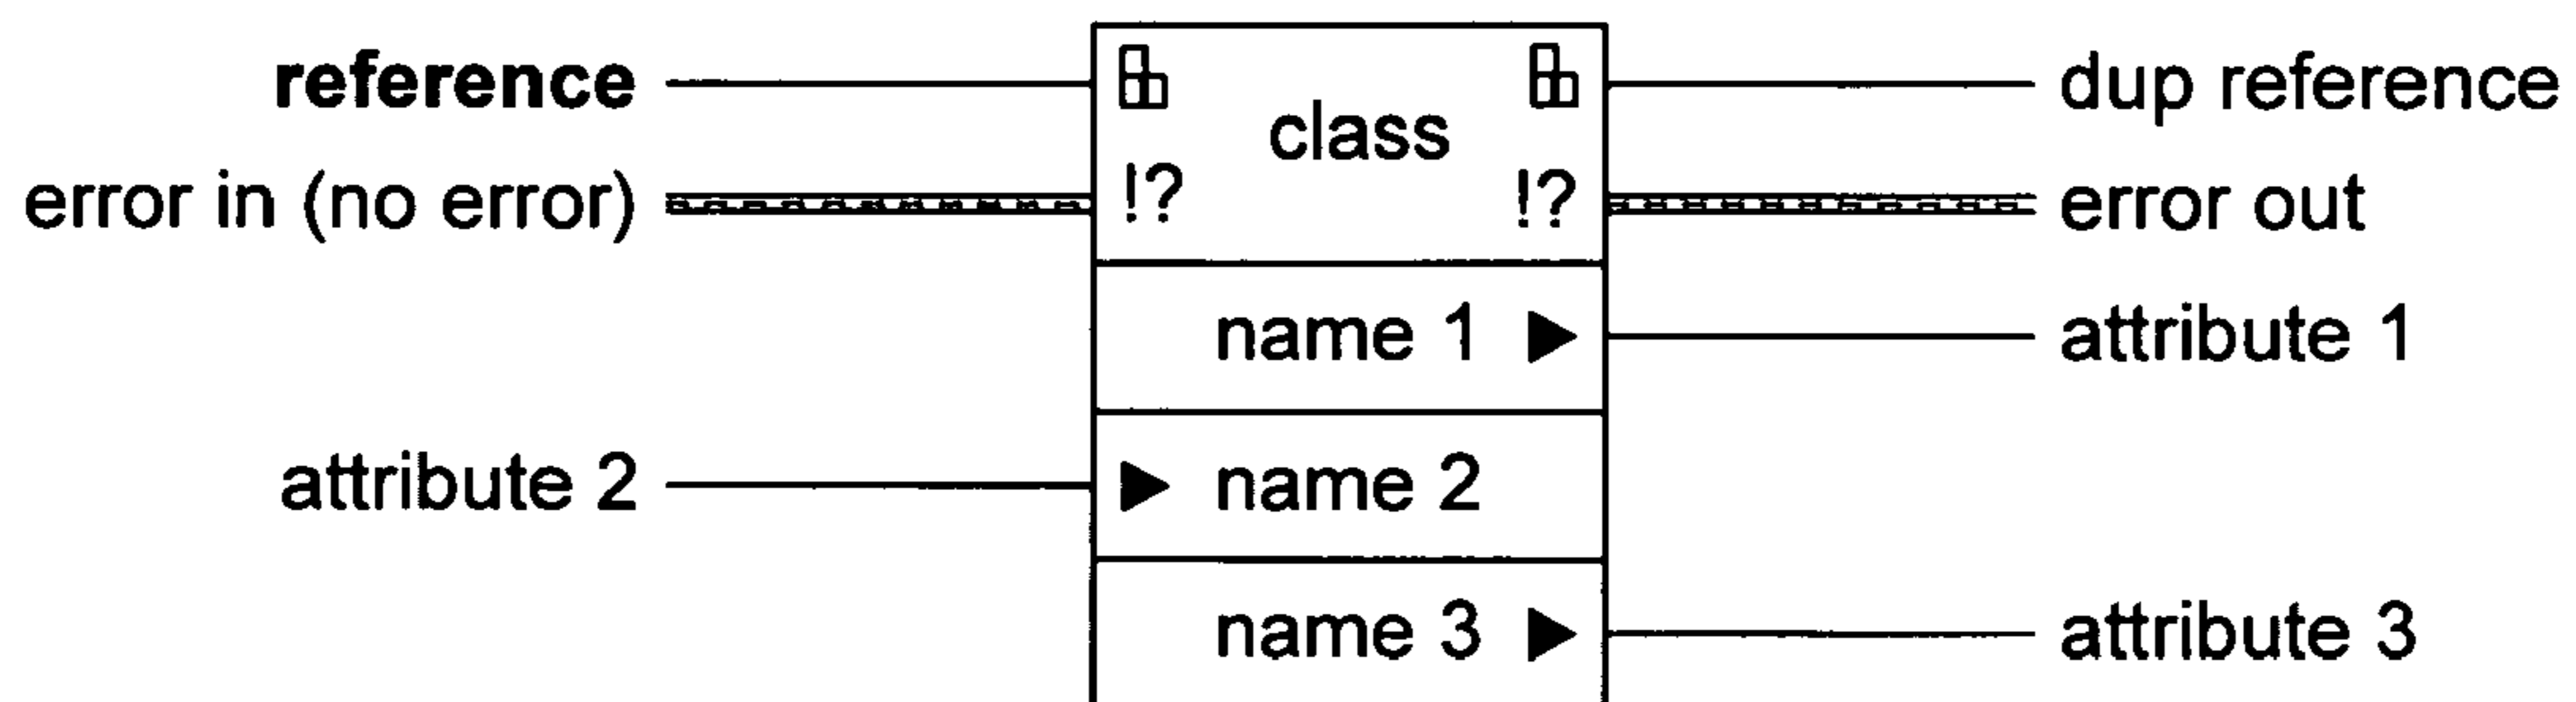 reference class dup reference
error in (no error) !? !? error out
name 1 attribute 1
attribute 2 name 2
name 3 attribute 3